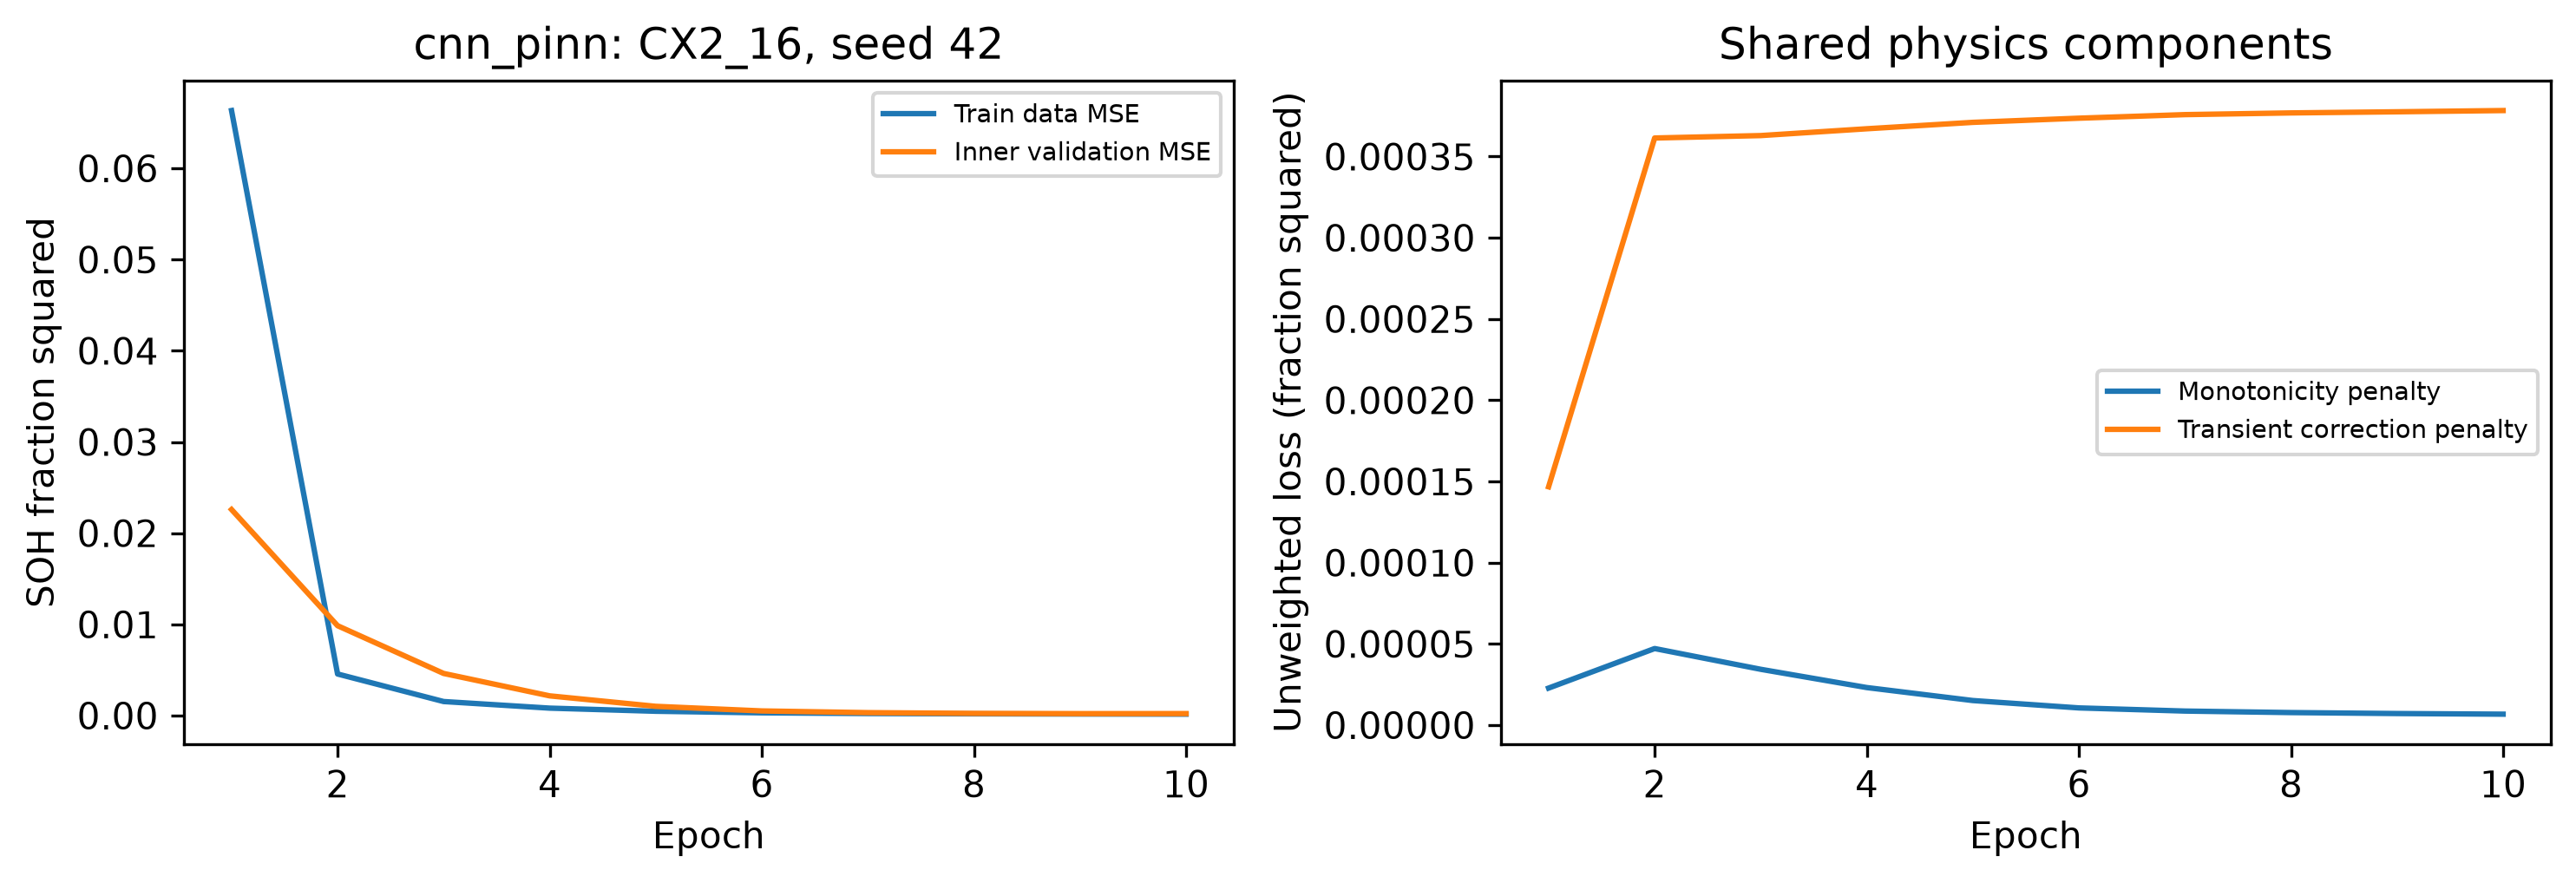 cnn_pinn: CX2_16, seed 42
SOH fraction squared
0.06
0.05
0.04
0.03
0.02
0.01
0.00
Train data MSE
Inner validation MSE
2 4 6 8 10
Epoch
Shared physics components
Unweighted loss (fraction squared)
0.00035
0.00030
0.00025
0.00020
0.00015
0.00010
0.00005
0.00000
Monotonicity penalty
Transient correction penalty
2 4 6 8 10
Epoch